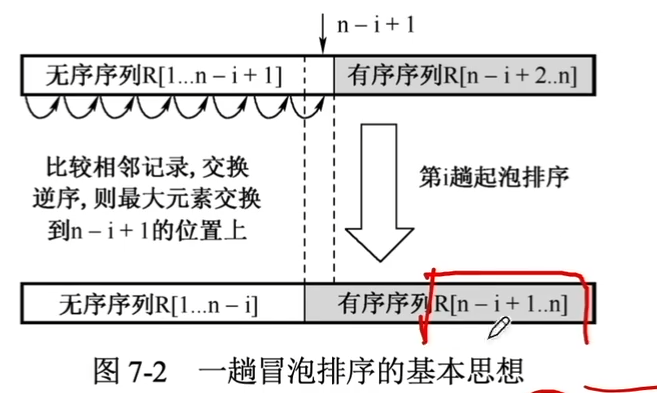 n－i＋1
无序序列R[1...n－i＋1] 有序序列R[n－i＋2..n]
比较相邻记录, 交换
逆序, 则最大元素交换
到n－i＋1的位置上
第i趟起泡排序
无序序列R[1...n－i] 有序序列R[n－i＋1..n]
图 7-2 一趟冒泡排序的基本思想